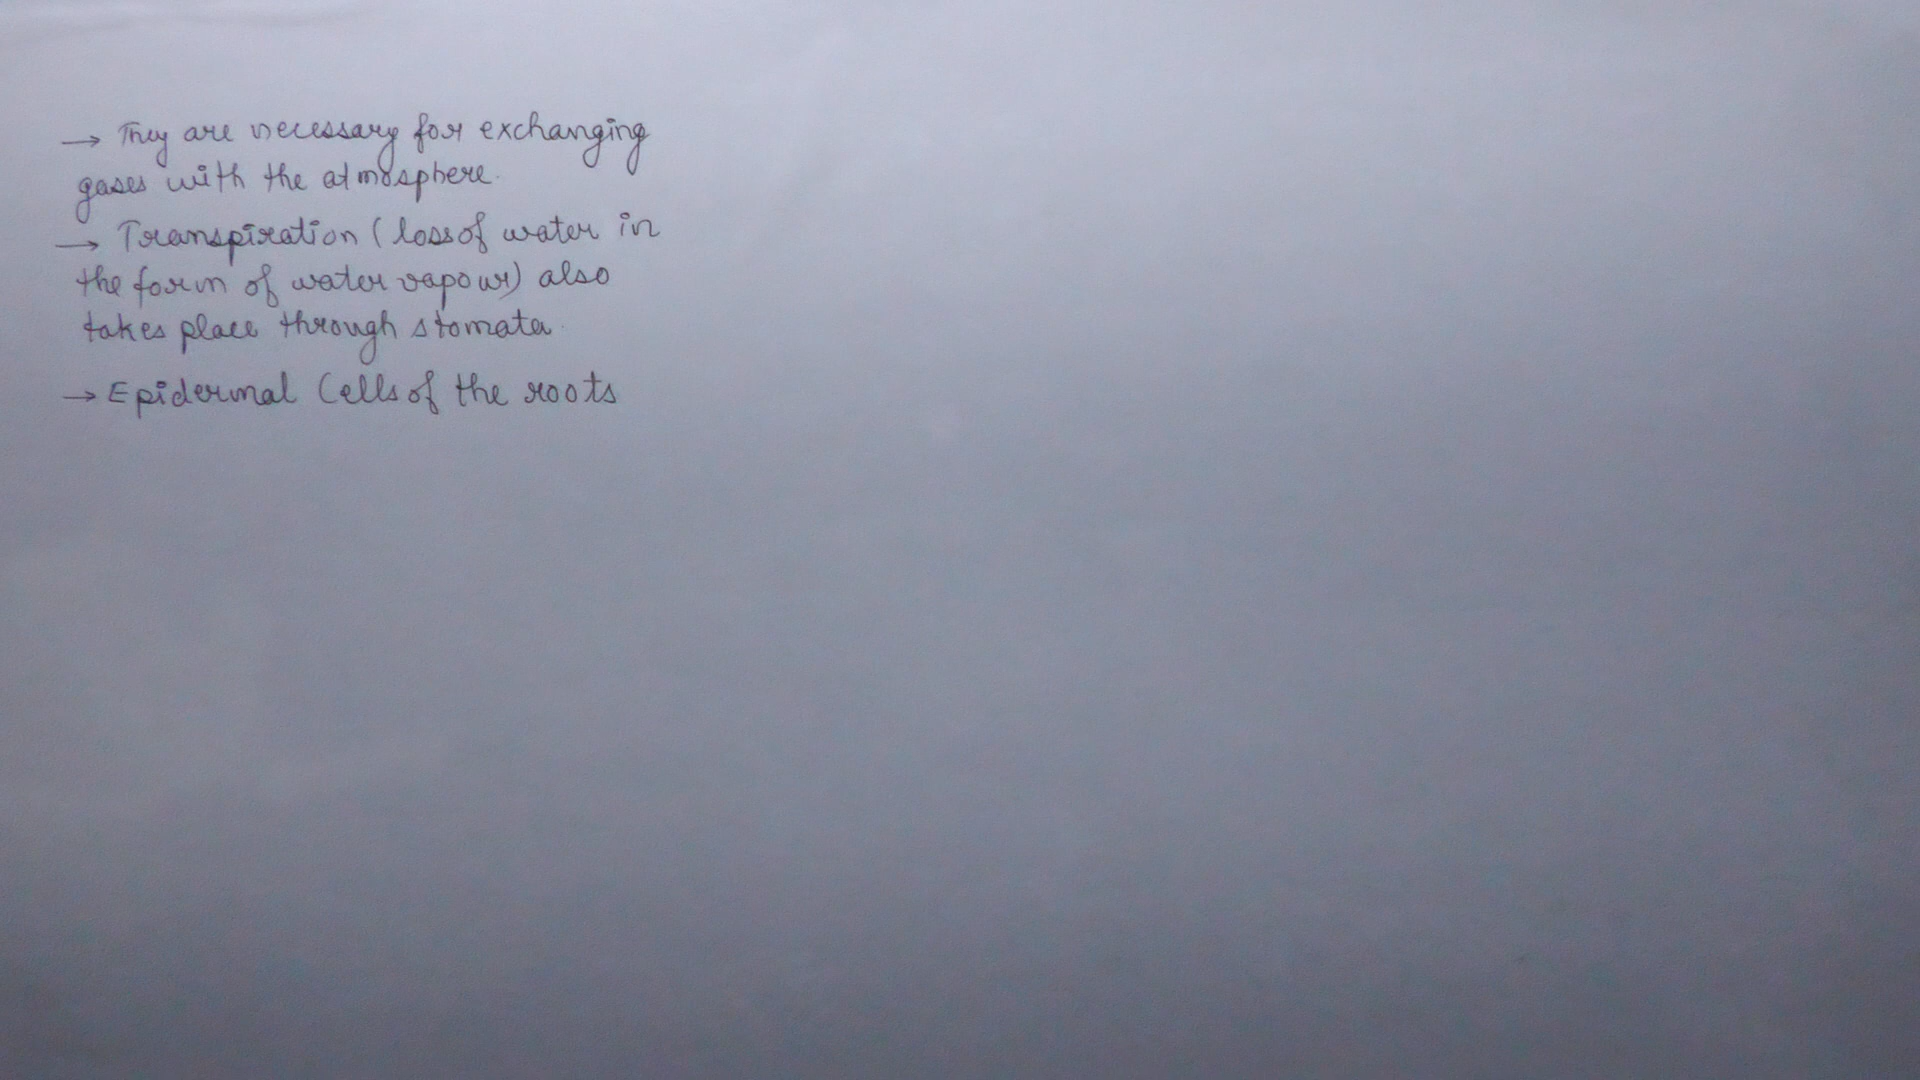 → They are necessary for exchanging
gases with the atmosphere.
→ Transpiration (loss of water in
the form of water vapour) also
takes place through stomata.
→ Epidermal Cells of the roots